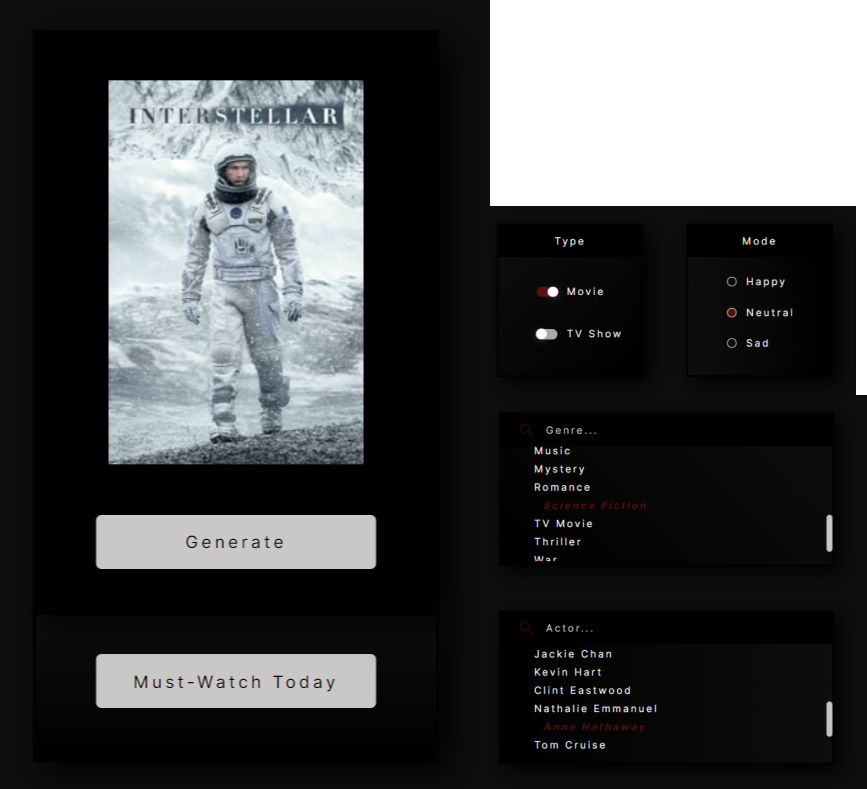 INTERSTELLAR
Generate
Must-Watch Today
Type
Movie
TV Show
Mode
Happy
Neutral
Sad
Genre...
Music
Mystery
Romance
Science Fiction
TV Movie
Thriller
War
Actor...
Jackie Chan
Kevin Hart
Clint Eastwood
Nathalie Emmanuel
Anne Hathaway
Tom Cruise